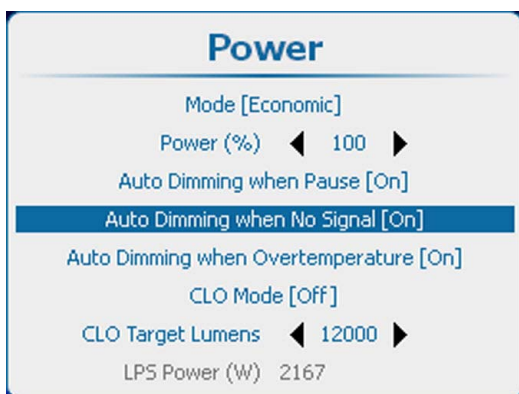 Power
Mode [Economic]
Power (%) 100
Auto Dimming when Pause [On]
Auto Dimming when No Signal [On]
Auto Dimming when Overtemperature [On]
CLO Mode [Off]
CLO Target Lumens 12000
LPS Power (W) 2167